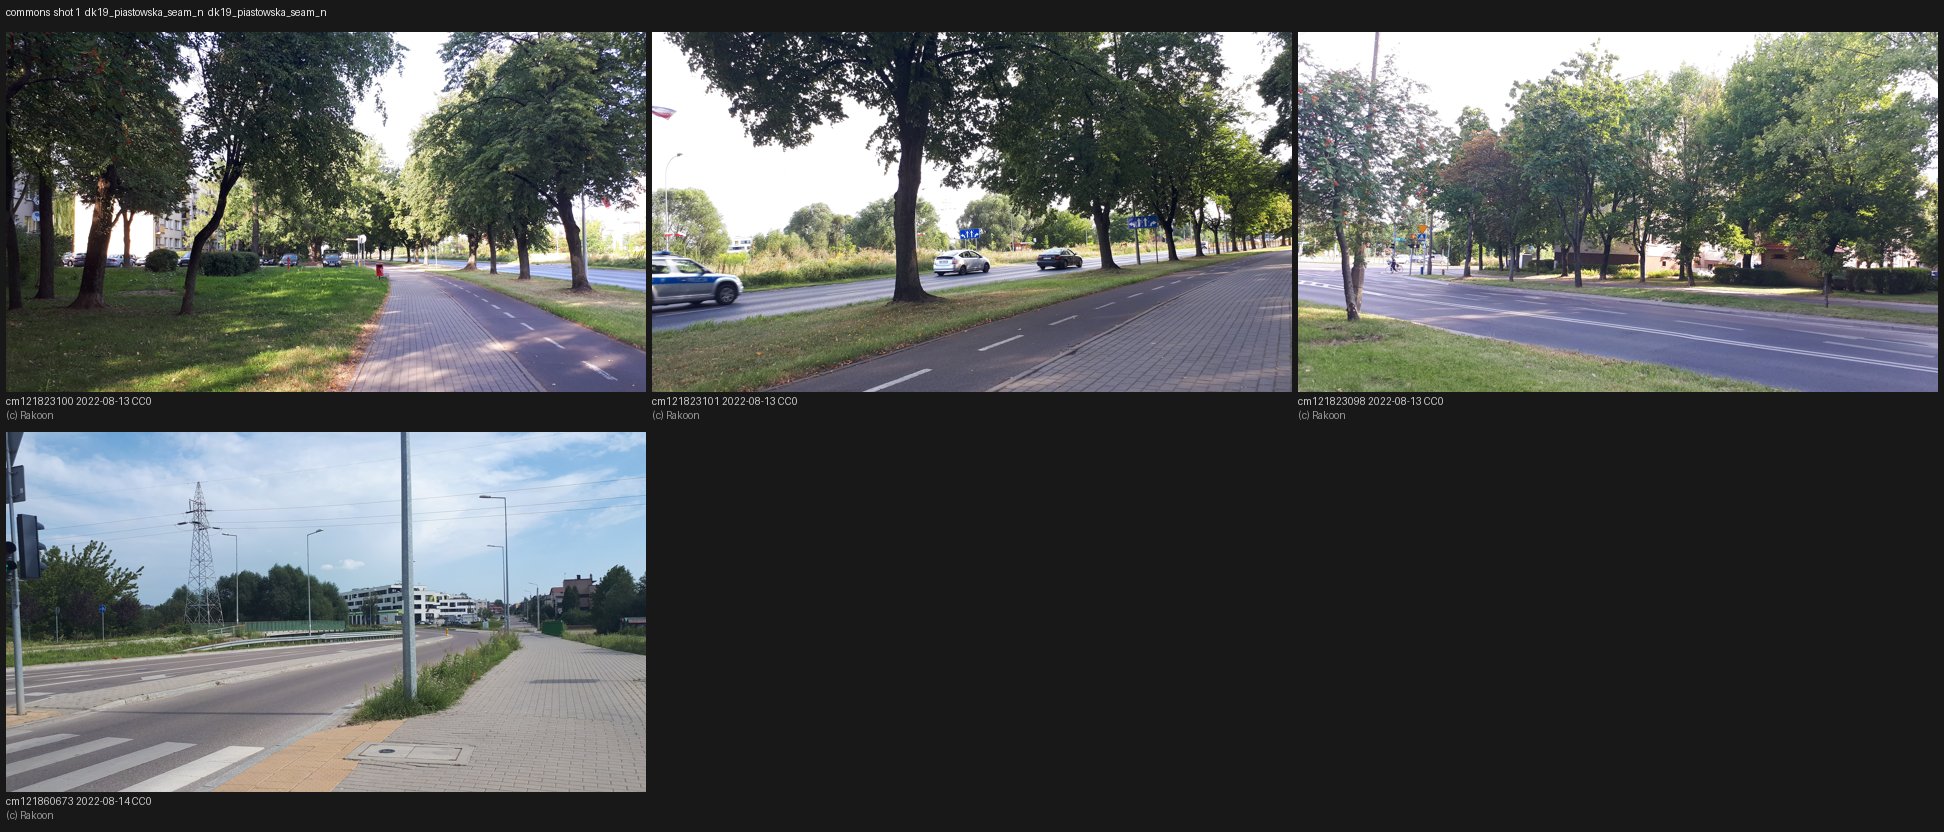 commons shot 1 dk19_piastowska_seam_n dk19_piastowska_seam_n
cm121823100 2022-08-13 CC0
(c) Rakoon
cm121823101 2022-08-13 CC0
(c) Rakoon
cm121823098 2022-08-13 CC0
(c) Rakoon
cm121860673 2022-08-14 CC0
(c) Rakoon